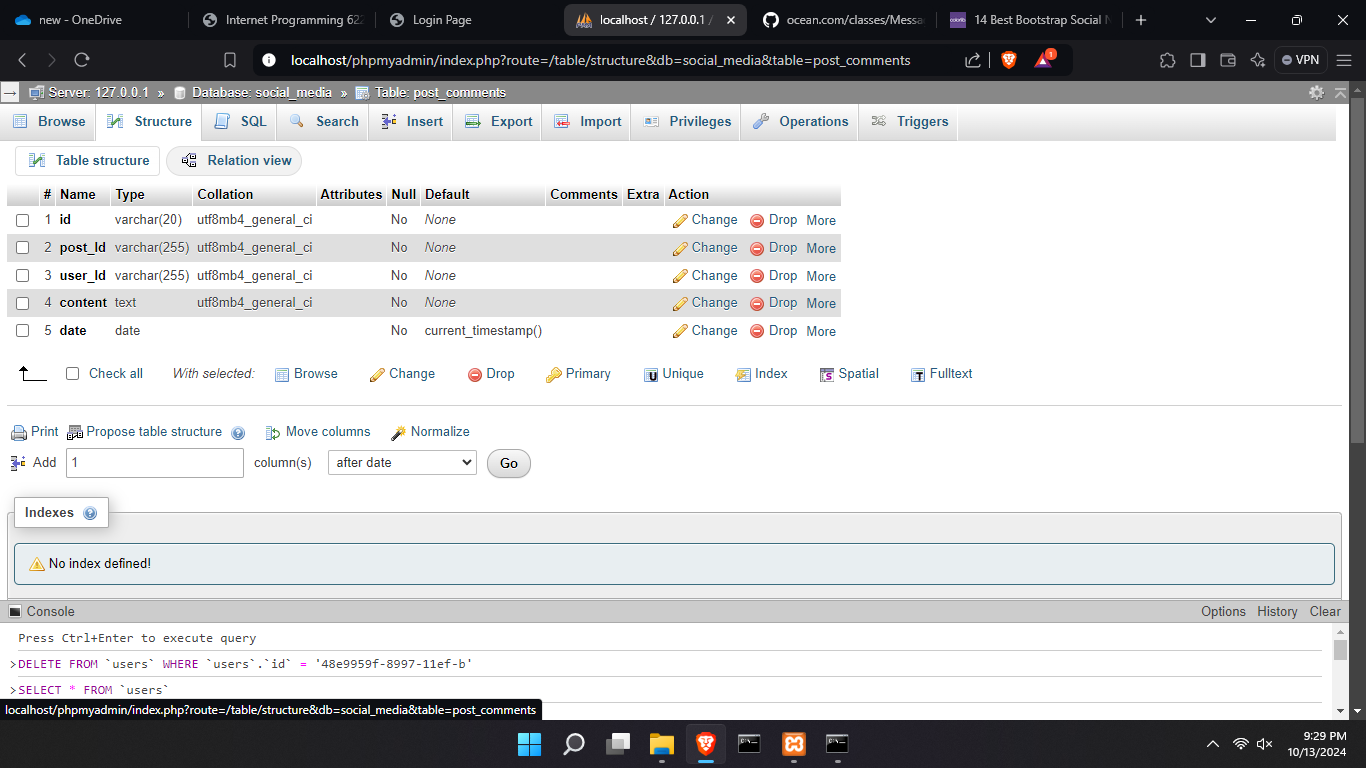 new - OneDrive
Internet Programming 622
Login Page
localhost / 127.0.0.1 /
ocean.com/classes/Messa
14 Best Bootstrap Social N
localhost/phpmyadmin/index.php?route=/table/structure&db=social_media&table=post_comments
1
VPN
Server: 127.0.0.1 » Database: social_media » Table: post_comments
Browse Structure SQL Search Insert Export Import Privileges Operations Triggers
Table structure Relation view
# Name Type Collation Attributes Null Default Comments Extra Action
1 id varchar(20) utf8mb4_general_ci No None Change Drop More
2 post_Id varchar(255) utf8mb4_general_ci No None Change Drop More
3 user_Id varchar(255) utf8mb4_general_ci No None Change Drop More
4 content text utf8mb4_general_ci No None Change Drop More
5 date date No current_timestamp() Change Drop More
Check all With selected: Browse Change Drop Primary Unique Index Spatial Fulltext
Print Propose table structure Move columns Normalize
Add 1 column(s) after date Go
Indexes
No index defined!
Console Options History Clear
Press Ctrl+Enter to execute query
>DELETE FROM `users` WHERE `users`.`id` = '48e9959f-8997-11ef-b'
>SELECT * FROM `users`
localhost/phpmyadmin/index.php?route=/table/structure&db=social_media&table=post_comments
9:29 PM
10/13/2024